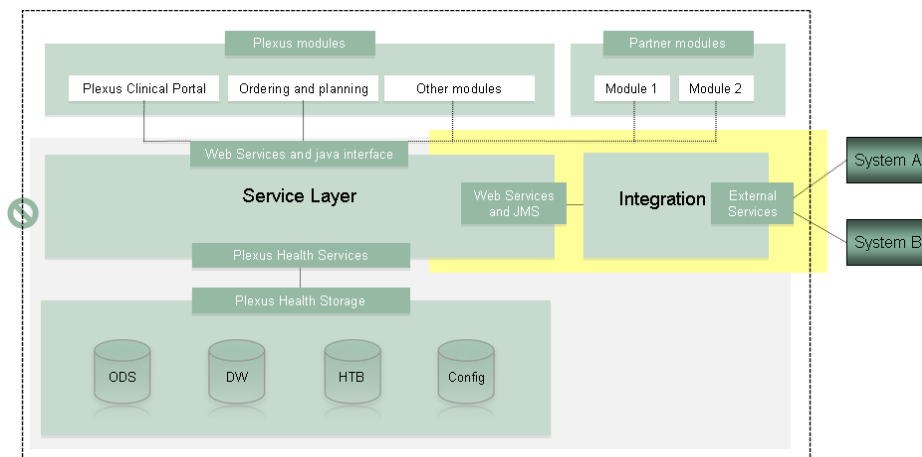 Plexus modules
Partner modules
Plexus Clinical Portal
Ordering and planning
Other modules
Module 1
Module 2
Web Services and java interface
Service Layer
Web Services
and JMS
Integration
External
Services
System A
System B
Plexus Health Services
Plexus Health Storage
ODS
DW
HTB
Config